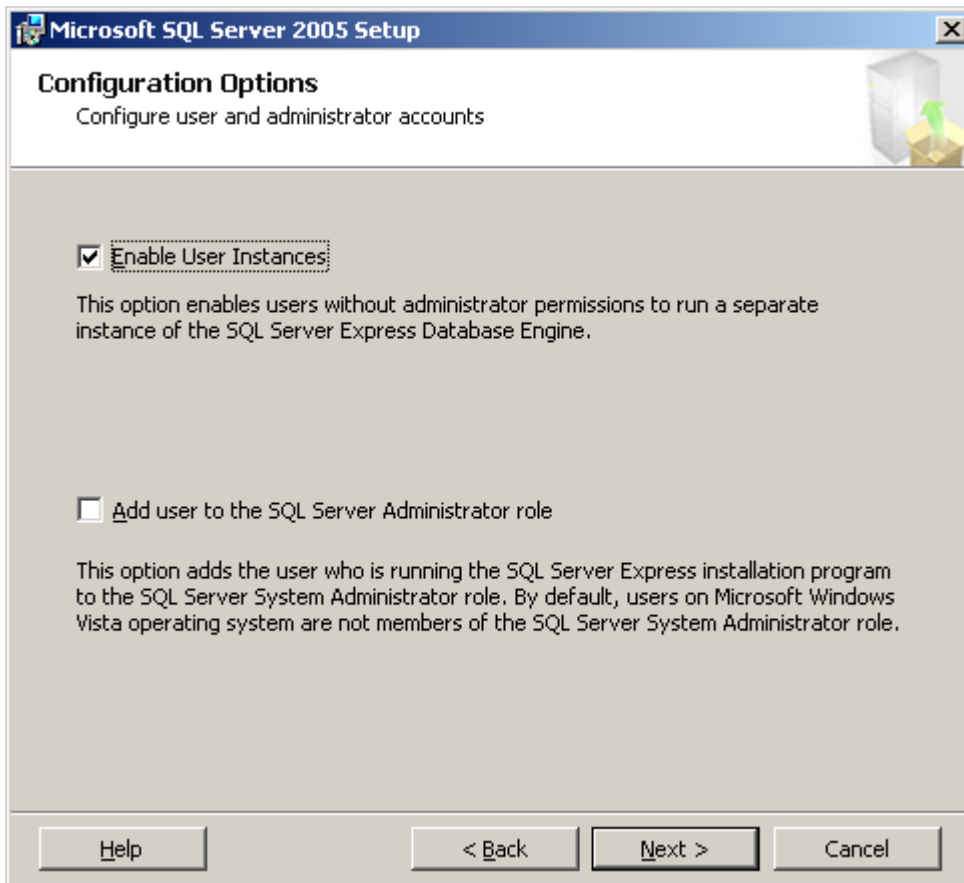 Microsoft SQL Server 2005 Setup
Configuration Options
Configure user and administrator accounts
Enable User Instances
This option enables users without administrator permissions to run a separate
instance of the SQL Server Express Database Engine.
Add user to the SQL Server Administrator role
This option adds the user who is running the SQL Server Express installation program
to the SQL Server System Administrator role. By default, users on Microsoft Windows
Vista operating system are not members of the SQL Server System Administrator role.
Help
< Back
Next >
Cancel